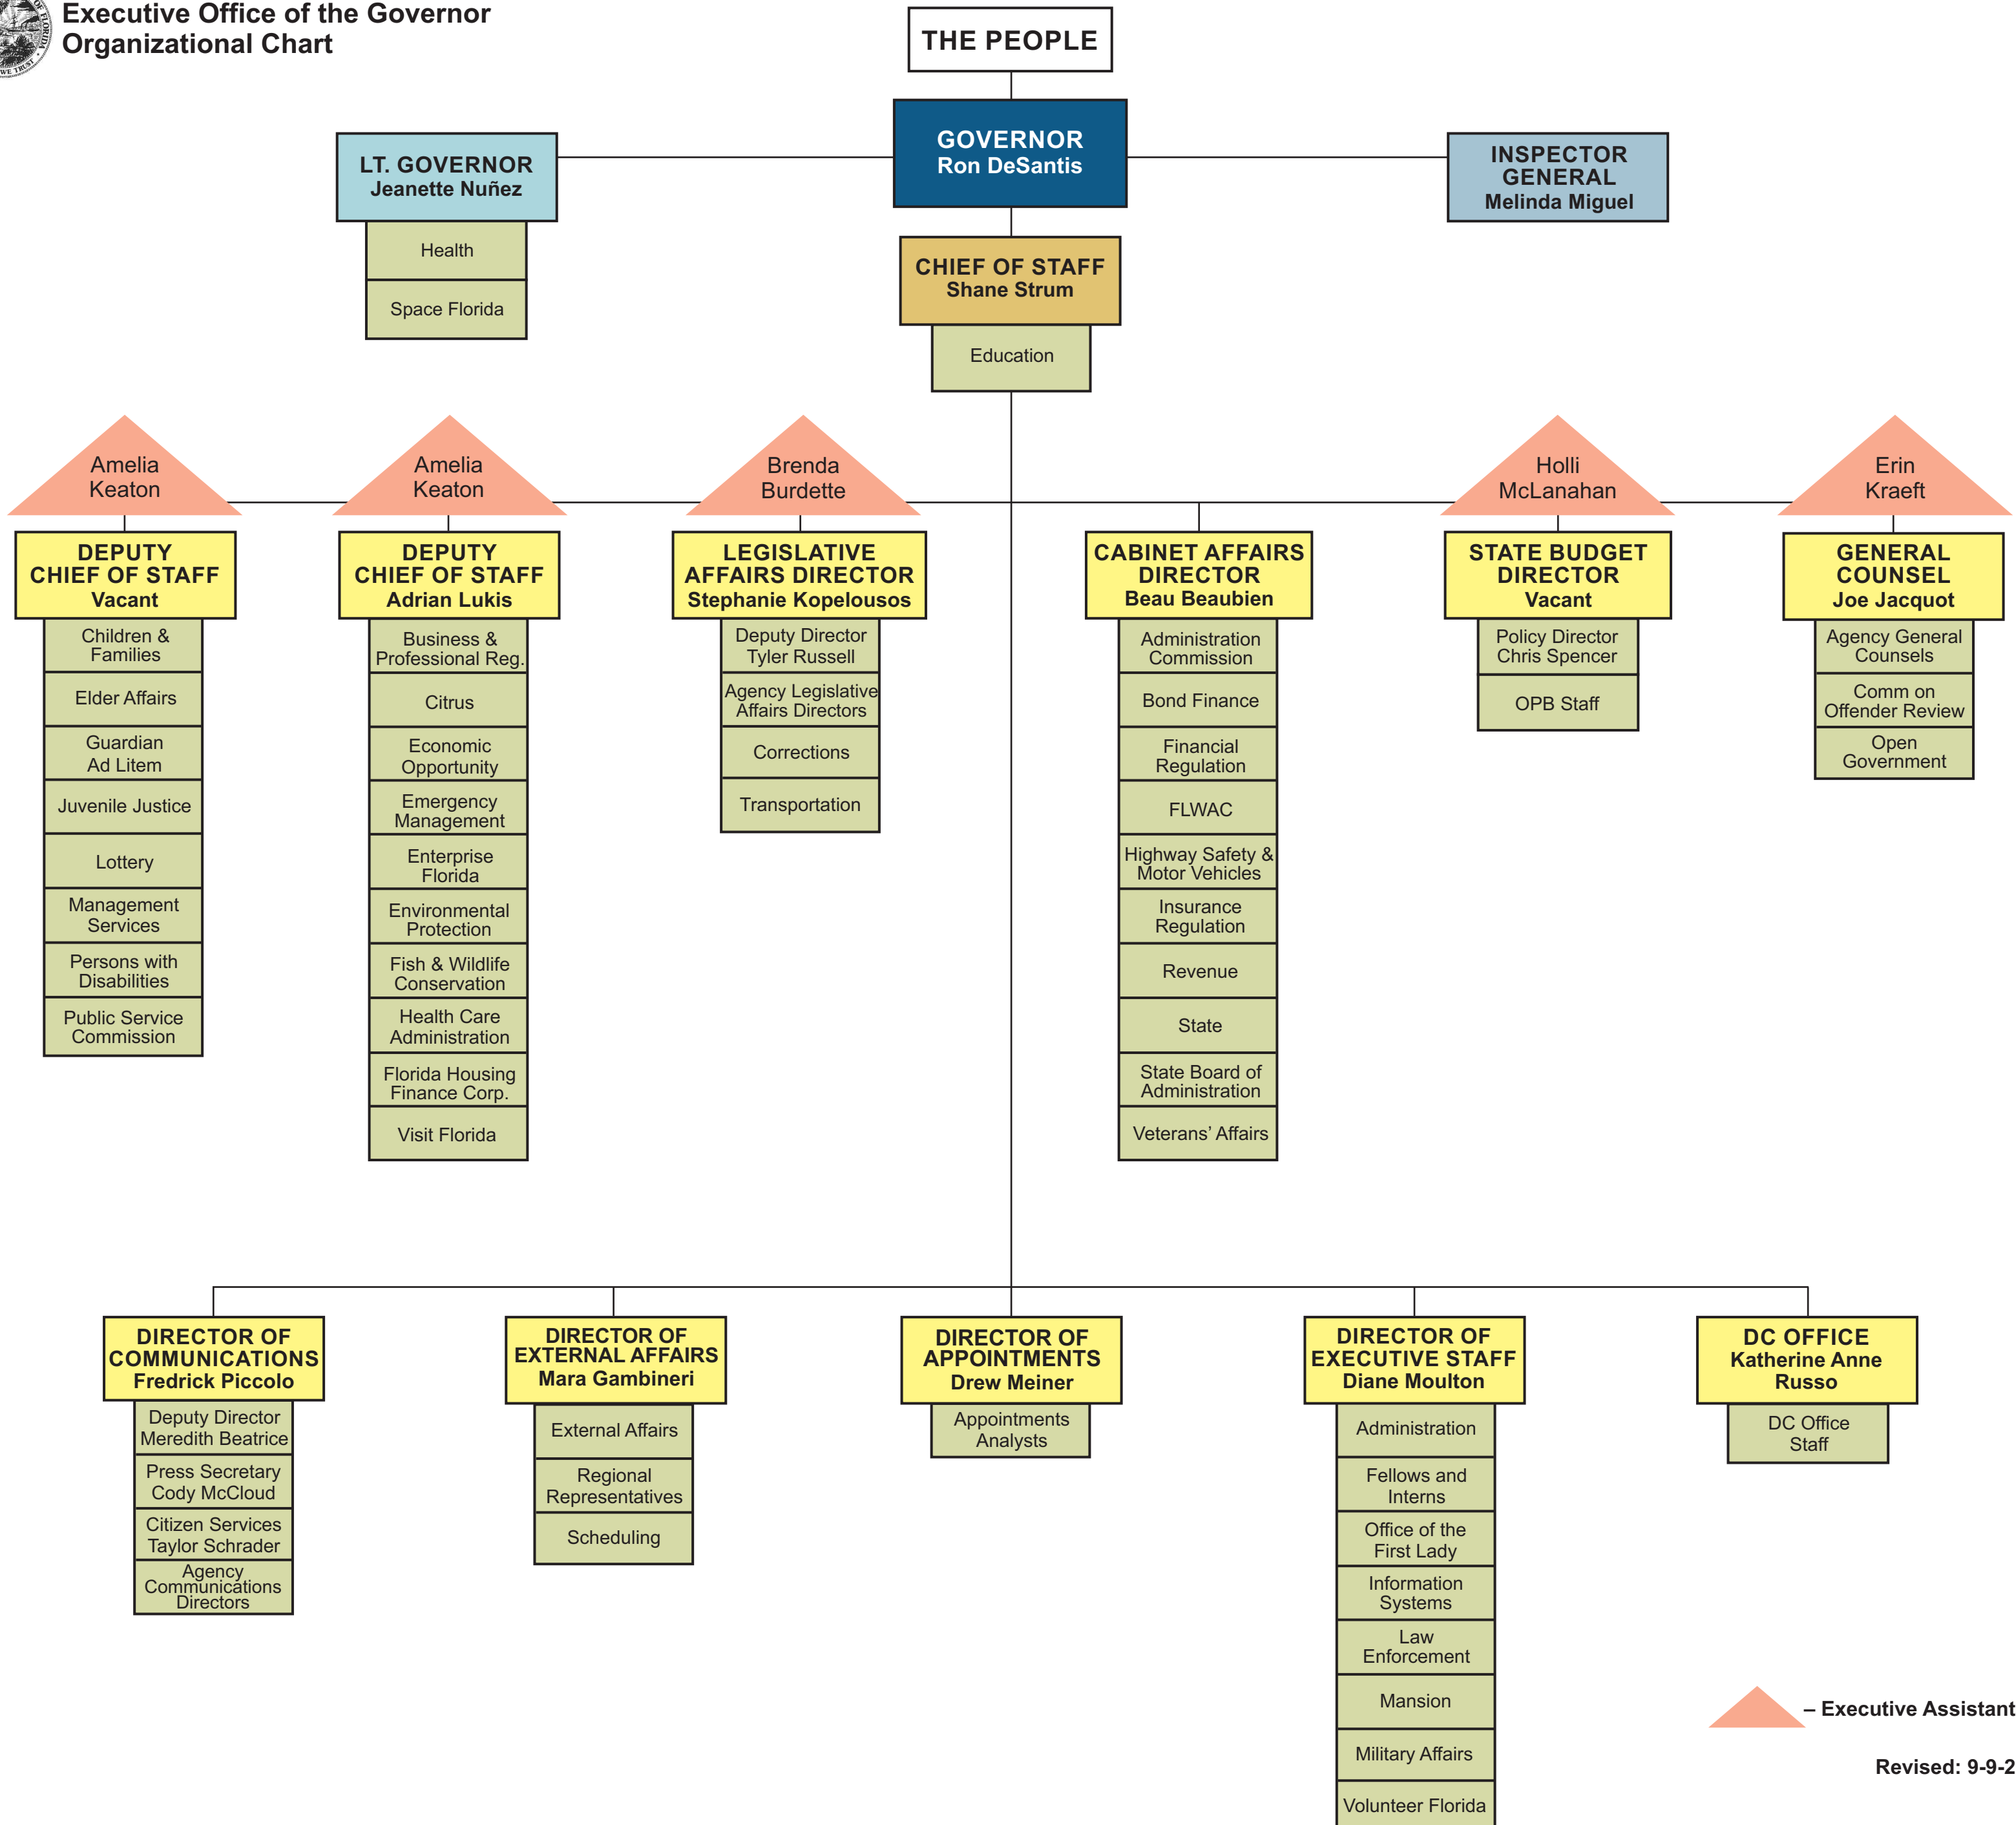 OF FLORIDA
WE TRUST
Executive Office of the Governor
Organizational Chart
THE PEOPLE
GOVERNOR
Ron DeSantis
LT. GOVERNOR
Jeanette Nuñez
Health
Space Florida
INSPECTOR
GENERAL
Melinda Miguel
CHIEF OF STAFF
Shane Strum
Education
Amelia
Keaton
Amelia
Keaton
Brenda
Burdette
Holli
McLanahan
Erin
Kraeft
DEPUTY
CHIEF OF STAFF
Vacant
Children &
Families
Elder Affairs
Guardian
Ad Litem
Juvenile Justice
Lottery
Management
Services
Persons with
Disabilities
Public Service
Commission
DEPUTY
CHIEF OF STAFF
Adrian Lukis
Business &
Professional Reg.
Citrus
Economic
Opportunity
Emergency
Management
Enterprise
Florida
Environmental
Protection
Fish & Wildlife
Conservation
Health Care
Administration
Florida Housing
Finance Corp.
Visit Florida
LEGISLATIVE
AFFAIRS DIRECTOR
Stephanie Kopelousos
Deputy Director
Tyler Russell
Agency Legislative
Affairs Directors
Corrections
Transportation
CABINET AFFAIRS
DIRECTOR
Beau Beaubien
Administration
Commission
Bond Finance
Financial
Regulation
FLWAC
Highway Safety &
Motor Vehicles
Insurance
Regulation
Revenue
State
State Board of
Administration
Veterans’ Affairs
STATE BUDGET
DIRECTOR
Vacant
Policy Director
Chris Spencer
OPB Staff
GENERAL
COUNSEL
Joe Jacquot
Agency General
Counsels
Comm on
Offender Review
Open
Government
DIRECTOR OF
COMMUNICATIONS
Fredrick Piccolo
Deputy Director
Meredith Beatrice
Press Secretary
Cody McCloud
Citizen Services
Taylor Schrader
Agency
Communications
Directors
DIRECTOR OF
EXTERNAL AFFAIRS
Mara Gambineri
External Affairs
Regional
Representatives
Scheduling
DIRECTOR OF
APPOINTMENTS
Drew Meiner
Appointments
Analysts
DIRECTOR OF
EXECUTIVE STAFF
Diane Moulton
Administration
Fellows and
Interns
Office of the
First Lady
Information
Systems
Law
Enforcement
Mansion
Military Affairs
Volunteer Florida
DC OFFICE
Katherine Anne
Russo
DC Office
Staff
– Executive Assistant
Revised: 9-9-2